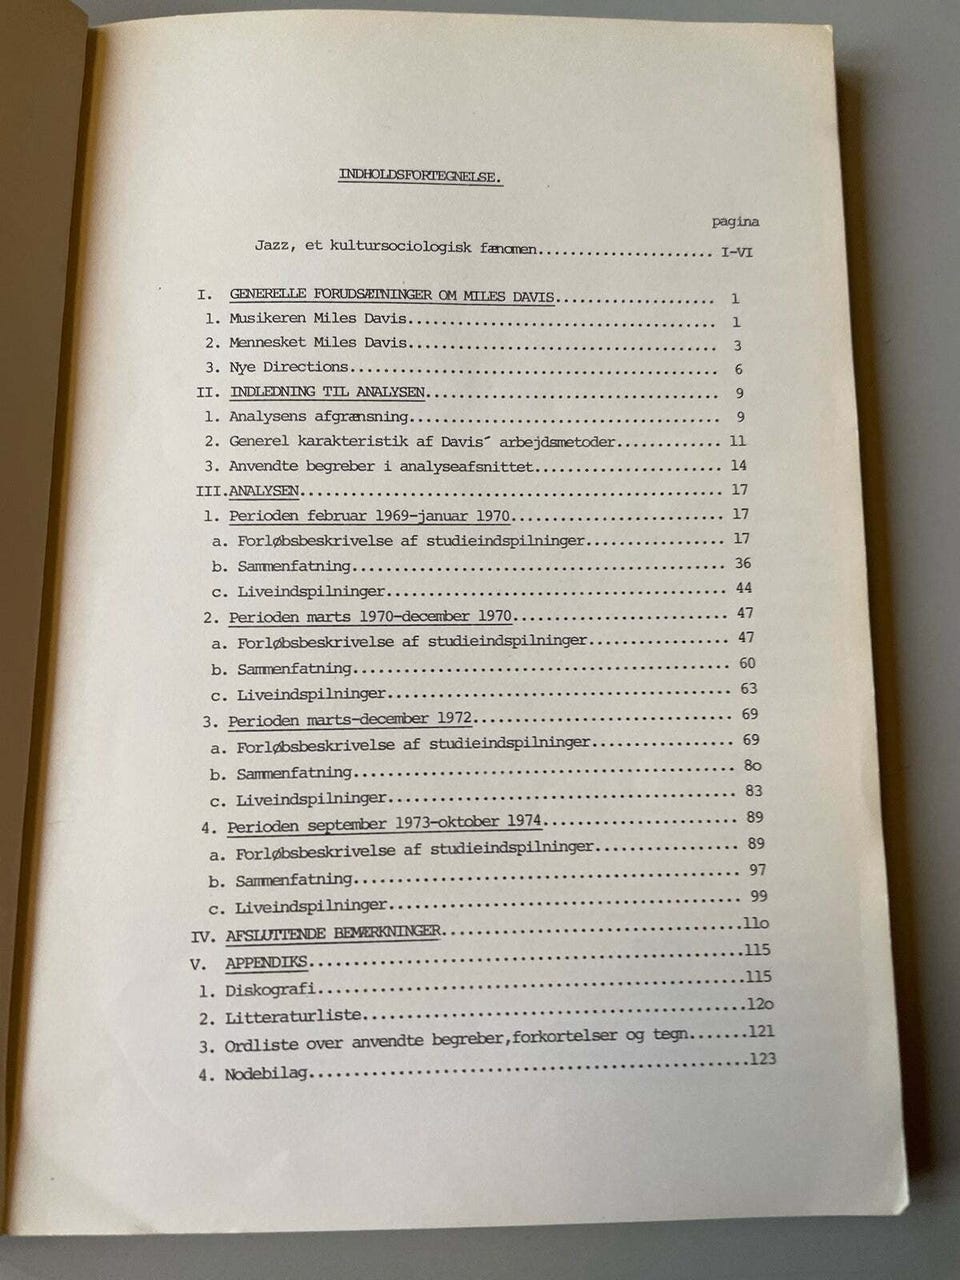 INDHOLDSFORTEGNELSE.
pagina
Jazz, et kultursociologisk fænomen...................... I-VI
I. GENERELLE FORUDSÆTNINGER OM MILES DAVIS.................... 1
1. Musikeren Miles Davis....................................... 1
2. Mennesket Miles Davis....................................... 3
3. Nye Directions.............................................. 6
II. INDLEDNING TIL ANALYSEN.................................... 9
1. Analysens afgrænsning....................................... 9
2. Generel karakteristik af Davis´ arbejdsmetoder............. 11
3. Anvendte begreber i analyseafsnittet....................... 14
III.ANALYSEN................................................... 17
1. Perioden februar 1969-januar 1970.......................... 17
a. Forløbsbeskrivelse af studieindspilninger................. 17
b. Sammenfatning.............................................. 36
c. Liveindspilninger.......................................... 44
2. Perioden marts 1970-december 1970.......................... 47
a. Forløbsbeskrivelse af studieindspilninger................. 47
b. Sammenfatning.............................................. 60
c. Liveindspilninger.......................................... 63
3. Perioden marts-december 1972............................... 69
a. Forløbsbeskrivelse af studieindspilninger................. 69
b. Sammenfatning.............................................. 8o
c. Liveindspilninger.......................................... 83
4. Perioden september 1973-oktober 1974....................... 89
a. Forløbsbeskrivelse af studieindspilninger................. 89
b. Sammenfatning.............................................. 97
c. Liveindspilninger.......................................... 99
IV. AFSLUTTENDE BEMÆRKNINGER...................................11o
V. APPENDIKS..................................................115
1. Diskografi.................................................115
2. Litteraturliste............................................12o
3. Ordliste over anvendte begreber,forkortelser og tegn.......121
4. Nodebilag..................................................123